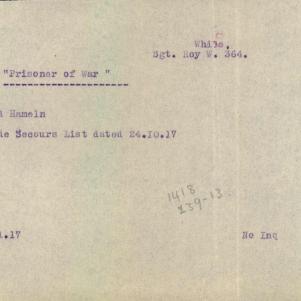 White.
Sgt. Roy W. 364.
"Prisoner of War "
Hameln
Secours List dated 24.10.17
1418
139-13.
.17
No Inq